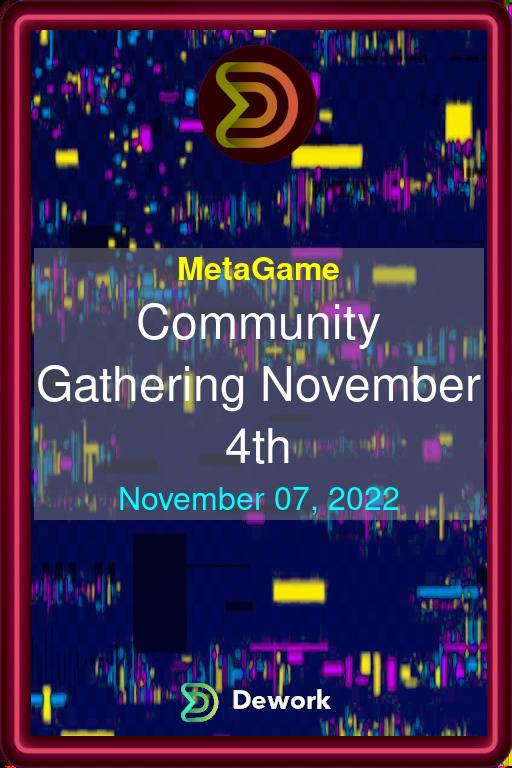 MetaGame
Community
Gathering November
4th
November 07, 2022
Dework